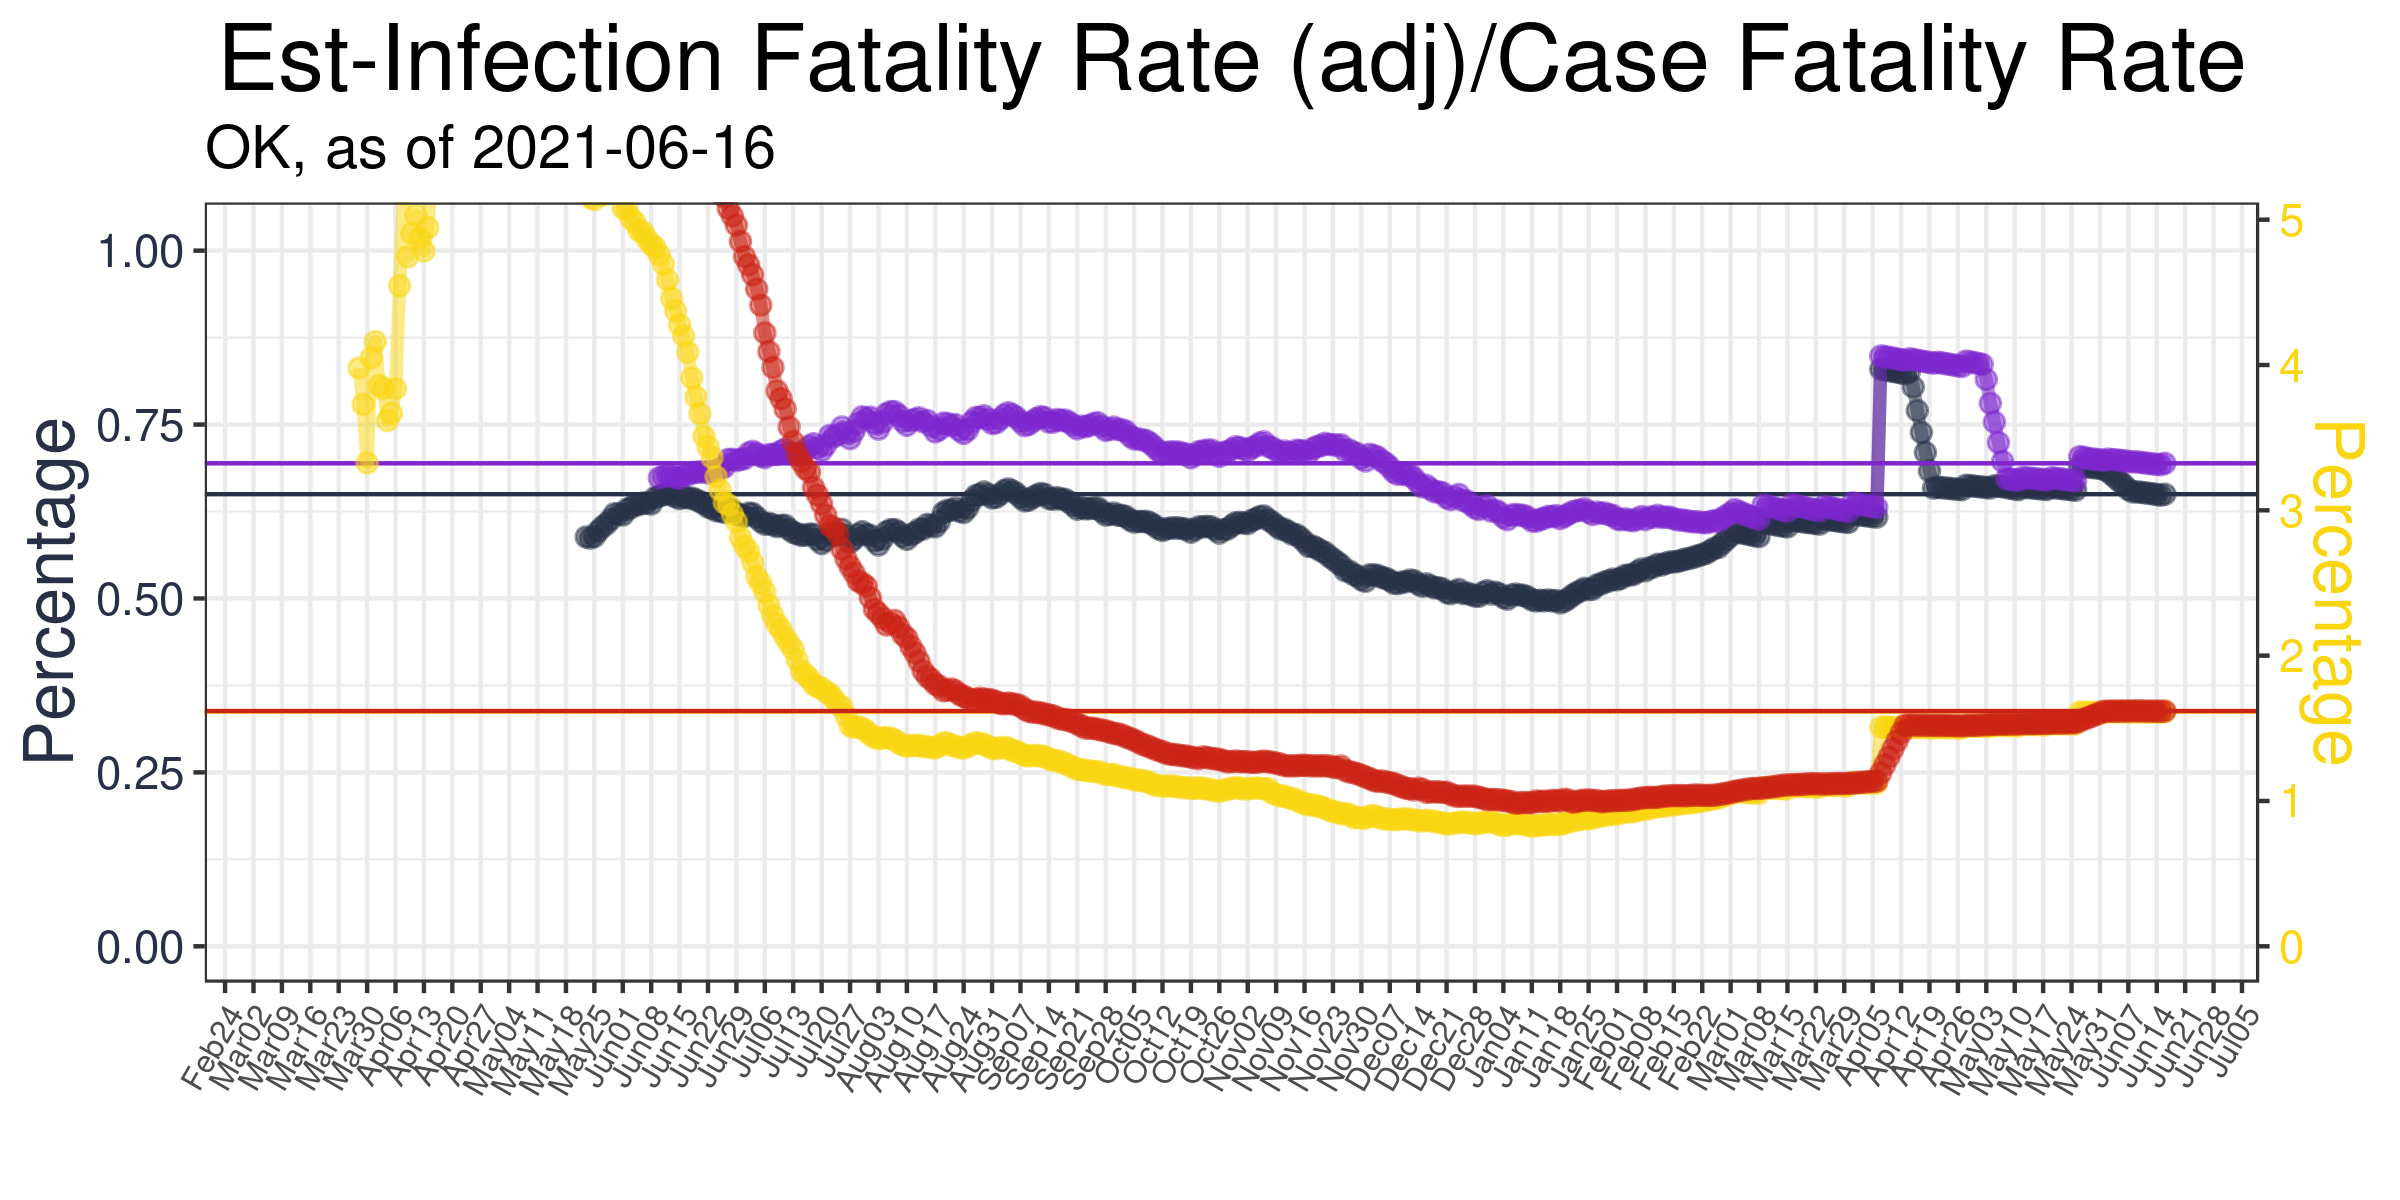 Est-Infection Fatality Rate (adj)/Case Fatality Rate
OK, as of 2021-06-16
Percentage
1.00
0.75
0.50
0.25
0.00
5
4
3
2
1
0
Percentage
Feb24
Mar02
Mar09
Mar16
Mar23
Mar30
Apr06
Apr13
Apr20
Apr27
May04
May11
May18
May25
Jun01
Jun08
Jun15
Jun22
Jun29
Jul06
Jul13
Jul20
Jul27
Aug03
Aug10
Aug17
Aug24
Aug31
Sep07
Sep14
Sep21
Sep28
Oct05
Oct12
Oct19
Oct26
Nov02
Nov09
Nov16
Nov23
Nov30
Dec07
Dec14
Dec21
Dec28
Jan04
Jan11
Jan18
Jan25
Feb01
Feb08
Feb15
Feb22
Mar01
Mar08
Mar15
Mar22
Mar29
Apr05
Apr12
Apr19
Apr26
May03
May10
May17
May24
May31
Jun07
Jun14
Jun21
Jun28
Jul05